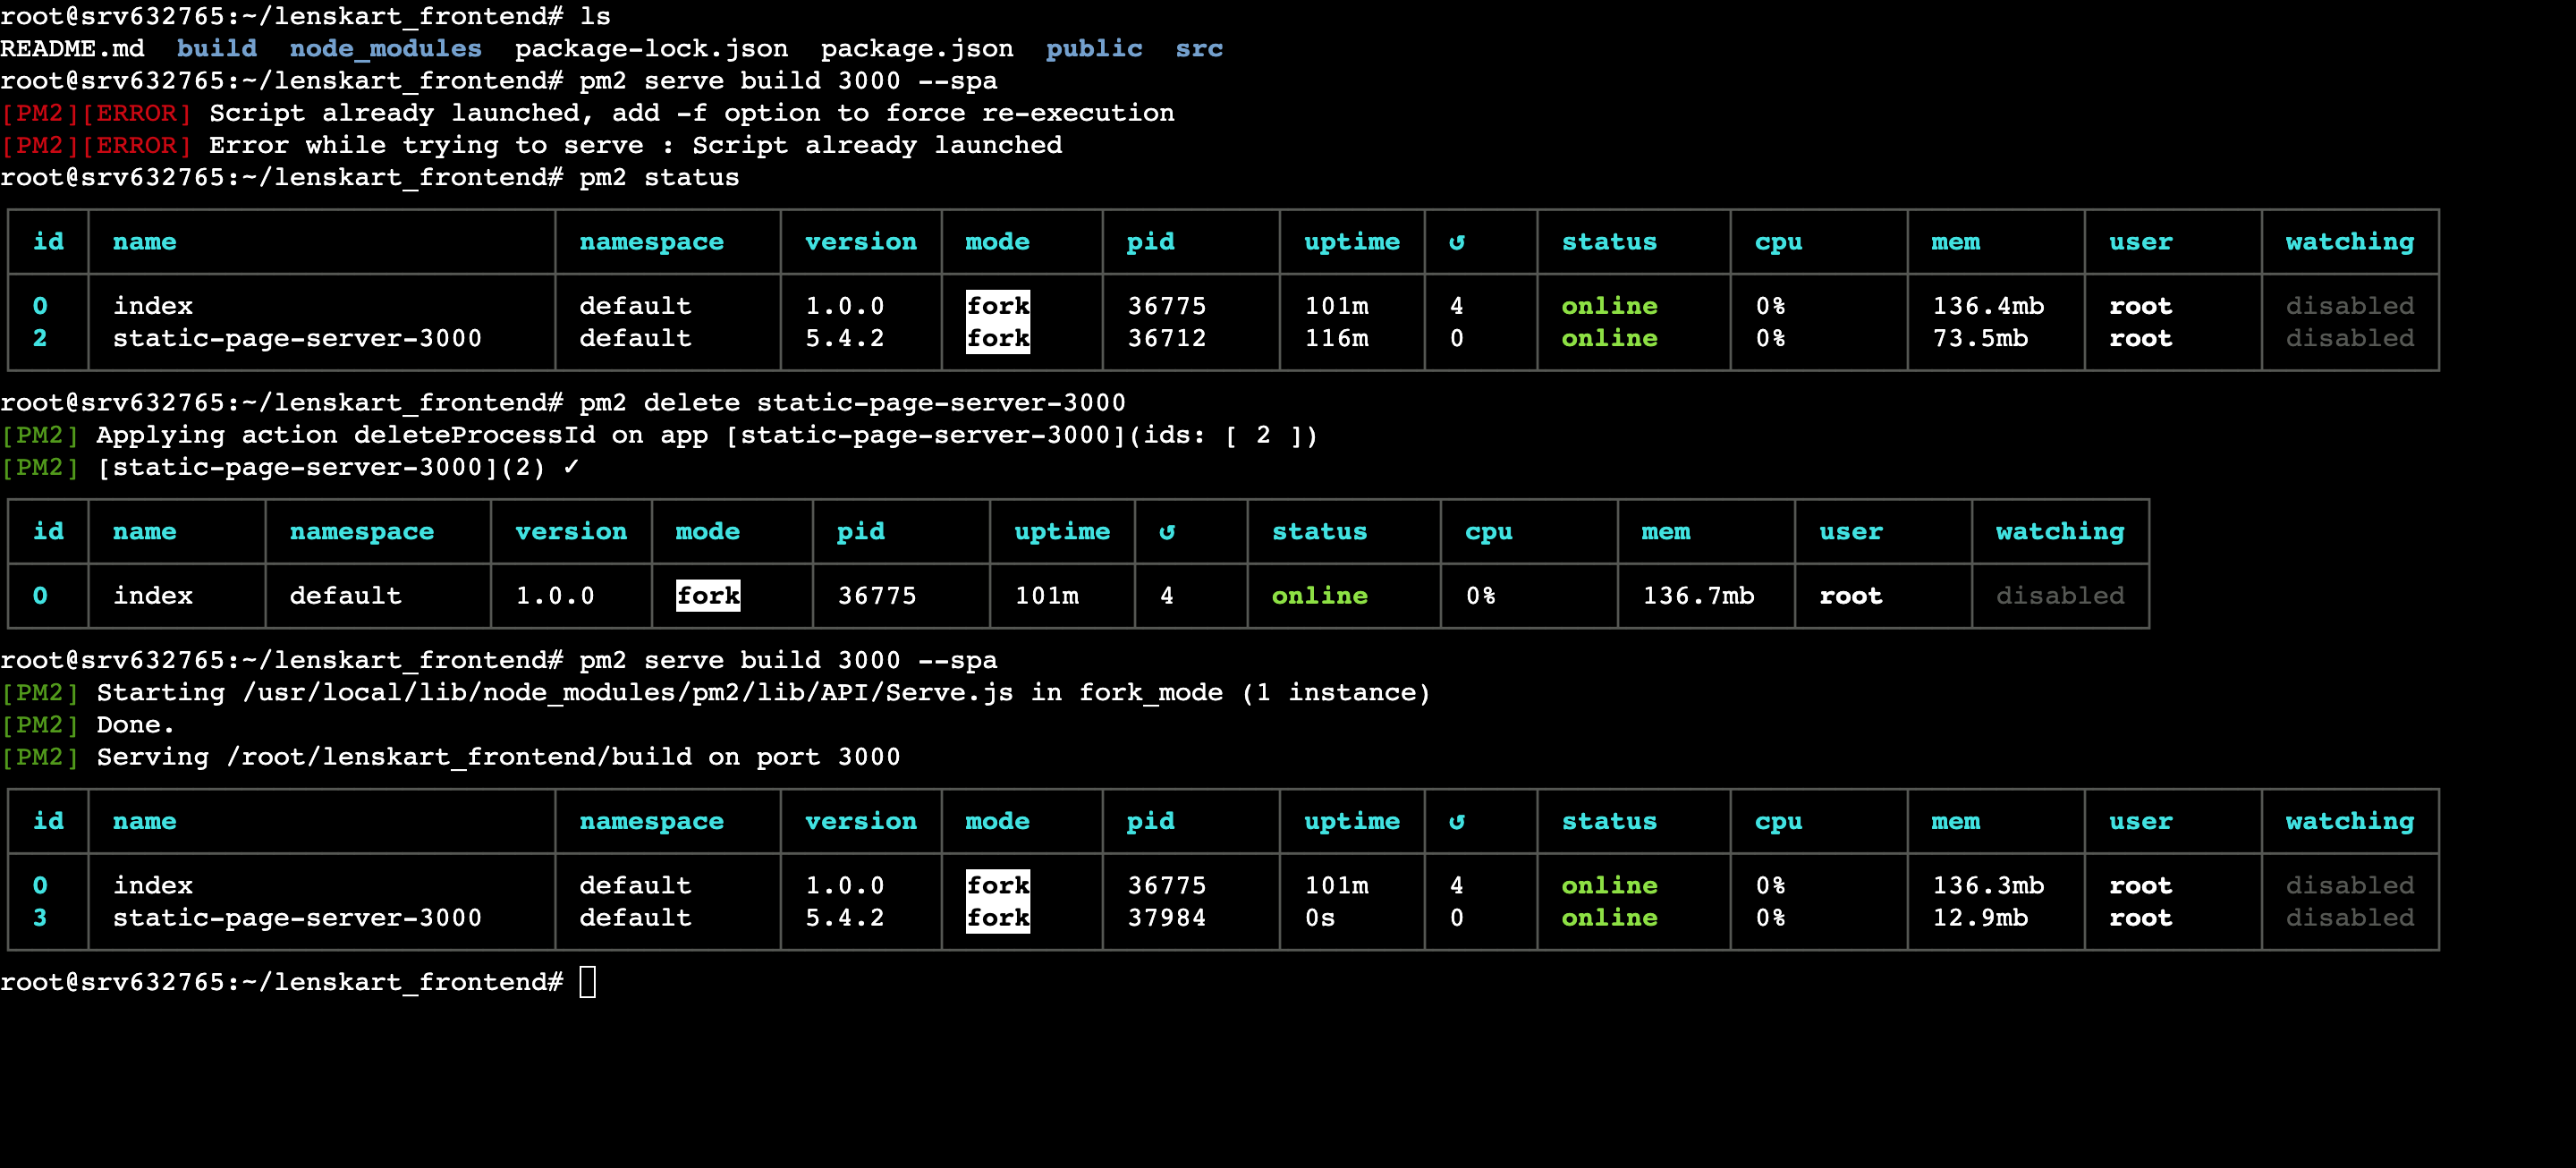 root@srv632765:~/lenskart_frontend# ls
README.md  build  node_modules  package-lock.json  package.json  public  src
root@srv632765:~/lenskart_frontend# pm2 serve build 3000 --spa
[PM2][ERROR] Script already launched, add -f option to force re-execution
[PM2][ERROR] Error while trying to serve : Script already launched
root@srv632765:~/lenskart_frontend# pm2 status
id name namespace version mode pid uptime ↺ status cpu mem user watching
0 index default 1.0.0 fork 36775 101m 4 online 0% 136.4mb root disabled
2 static-page-server-3000 default 5.4.2 fork 36712 116m 0 online 0% 73.5mb root disabled
root@srv632765:~/lenskart_frontend# pm2 delete static-page-server-3000
[PM2] Applying action deleteProcessId on app [static-page-server-3000](ids: [ 2 ])
[PM2] [static-page-server-3000](2) ✓
id name namespace version mode pid uptime ↺ status cpu mem user watching
0 index default 1.0.0 fork 36775 101m 4 online 0% 136.7mb root disabled
root@srv632765:~/lenskart_frontend# pm2 serve build 3000 --spa
[PM2] Starting /usr/local/lib/node_modules/pm2/lib/API/Serve.js in fork_mode (1 instance)
[PM2] Done.
[PM2] Serving /root/lenskart_frontend/build on port 3000
id name namespace version mode pid uptime ↺ status cpu mem user watching
0 index default 1.0.0 fork 36775 101m 4 online 0% 136.3mb root disabled
3 static-page-server-3000 default 5.4.2 fork 37984 0s 0 online 0% 12.9mb root disabled
root@srv632765:~/lenskart_frontend#